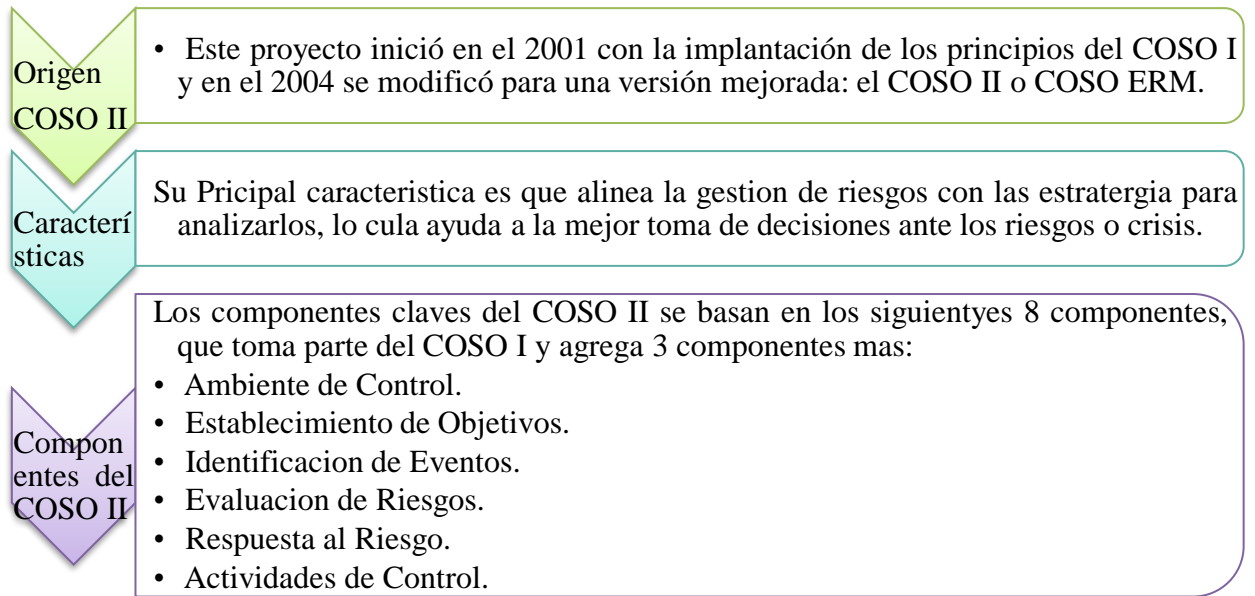 Origen
COSO II
• Este proyecto inició en el 2001 con la implantación de los principios del COSO I
y en el 2004 se modificó para una versión mejorada: el COSO II o COSO ERM.
Caracterí
sticas
Su Pricipal caracteristica es que alinea la gestion de riesgos con las estratergia para
analizarlos, lo cula ayuda a la mejor toma de decisiones ante los riesgos o crisis.
Compon
entes del
COSO II
Los componentes claves del COSO II se basan en los siguientyes 8 componentes,
que toma parte del COSO I y agrega 3 componentes mas:
• Ambiente de Control.
• Establecimiento de Objetivos.
• Identificacion de Eventos.
• Evaluacion de Riesgos.
• Respuesta al Riesgo.
• Actividades de Control.